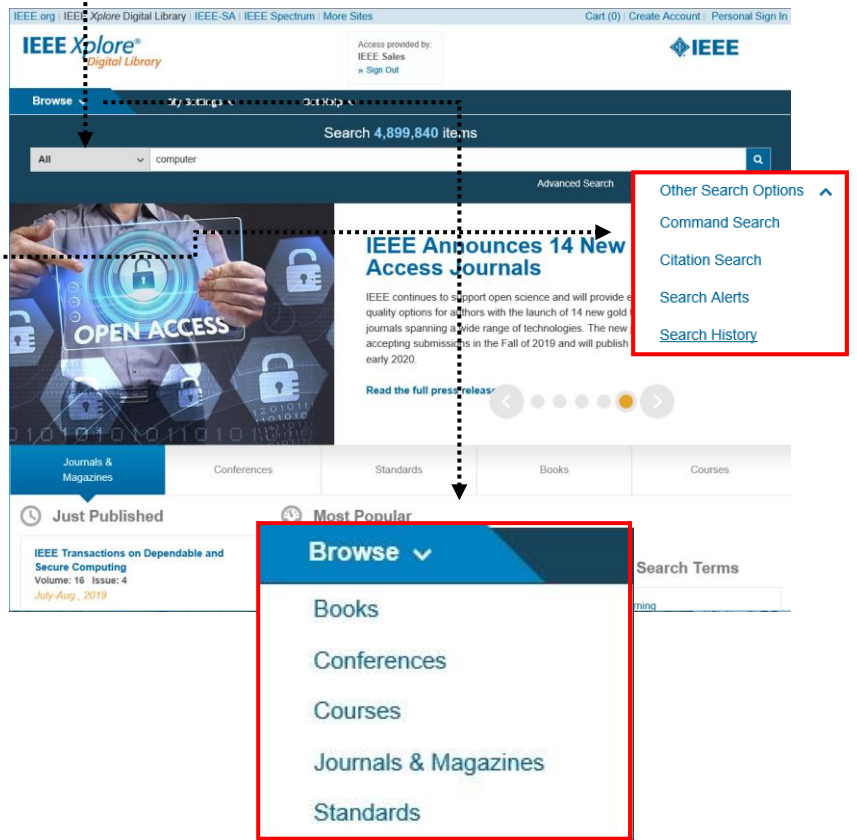 IEEE.org | IEEE Xplore Digital Library | IEEE-SA | IEEE Spectrum | More Sites
Cart (0) | Create Account | Personal Sign In
IEEE Xplore®
Digital Library
Access provided by:
IEEE Sales
» Sign Out
IEEE
Browse
My Settings
Get Help
Search 4,899,840 items
All
computer
Advanced Search
Other Search Options
Command Search
Citation Search
Search Alerts
Search History
OPEN ACCESS
IEEE Announces 14 New
Access Journals
IEEE continues to support open science and will provide
quality options for authors with the launch of 14 new gold
journals spanning a wide range of technologies. The new
accepting submissions in the Fall of 2019 and will publish
early 2020.
Read the full press release
Journals &
Magazines
Conferences
Standards
Books
Courses
Just Published
Most Popular
IEEE Transactions on Dependable and
Secure Computing
Volume: 16 Issue: 4
July-Aug., 2019
Search Terms
Browse
Books
Conferences
Courses
Journals & Magazines
Standards